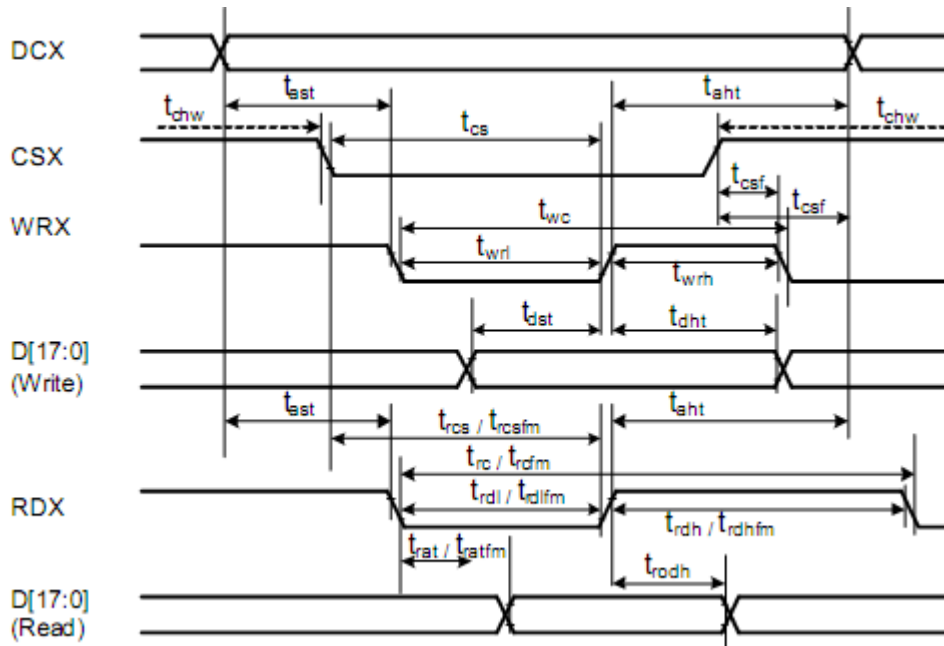 DCX
tast
taht
tchw
tcs
tchw
CSX
tcsf
tcsf
WRX
twc
twrl
twrh
tdst
tdht
D[17:0]
(Write)
tast
taht
trcs / trcsfm
trc / trcfm
RDX
trdl / trdlfm
trdh / trdhfm
trat / tratfm
trodh
D[17:0]
(Read)